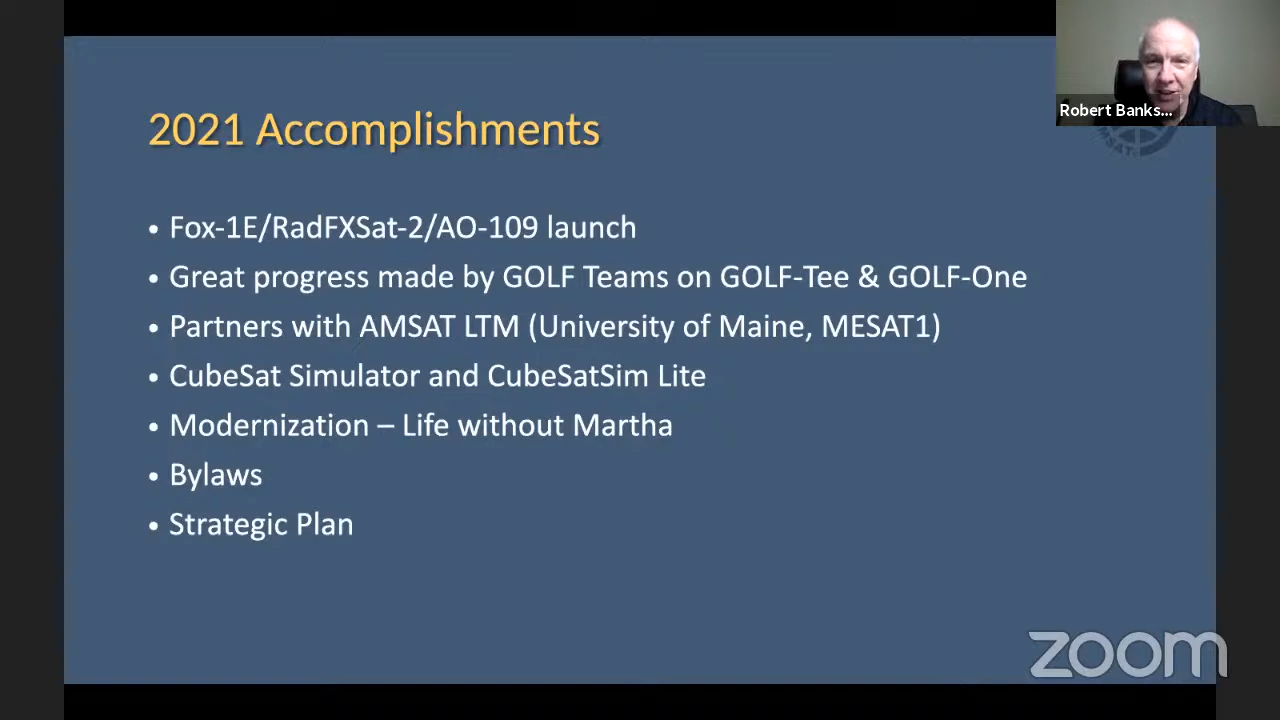 Robert Banks...
AMSAT
2021 Accomplishments
• Fox-1E/RadFXSat-2/AO-109 launch
• Great progress made by GOLF Teams on GOLF-Tee & GOLF-One
• Partners with AMSAT LTM (University of Maine, MESAT1)
• CubeSat Simulator and CubeSatSim Lite
• Modernization – Life without Martha
• Bylaws
• Strategic Plan
zoom